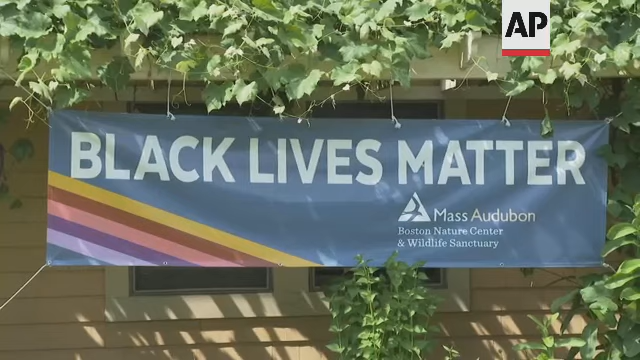 AP
BLACK LIVES MATTER
Mass Audubon
Boston Nature Center
& Wildlife Sanctuary